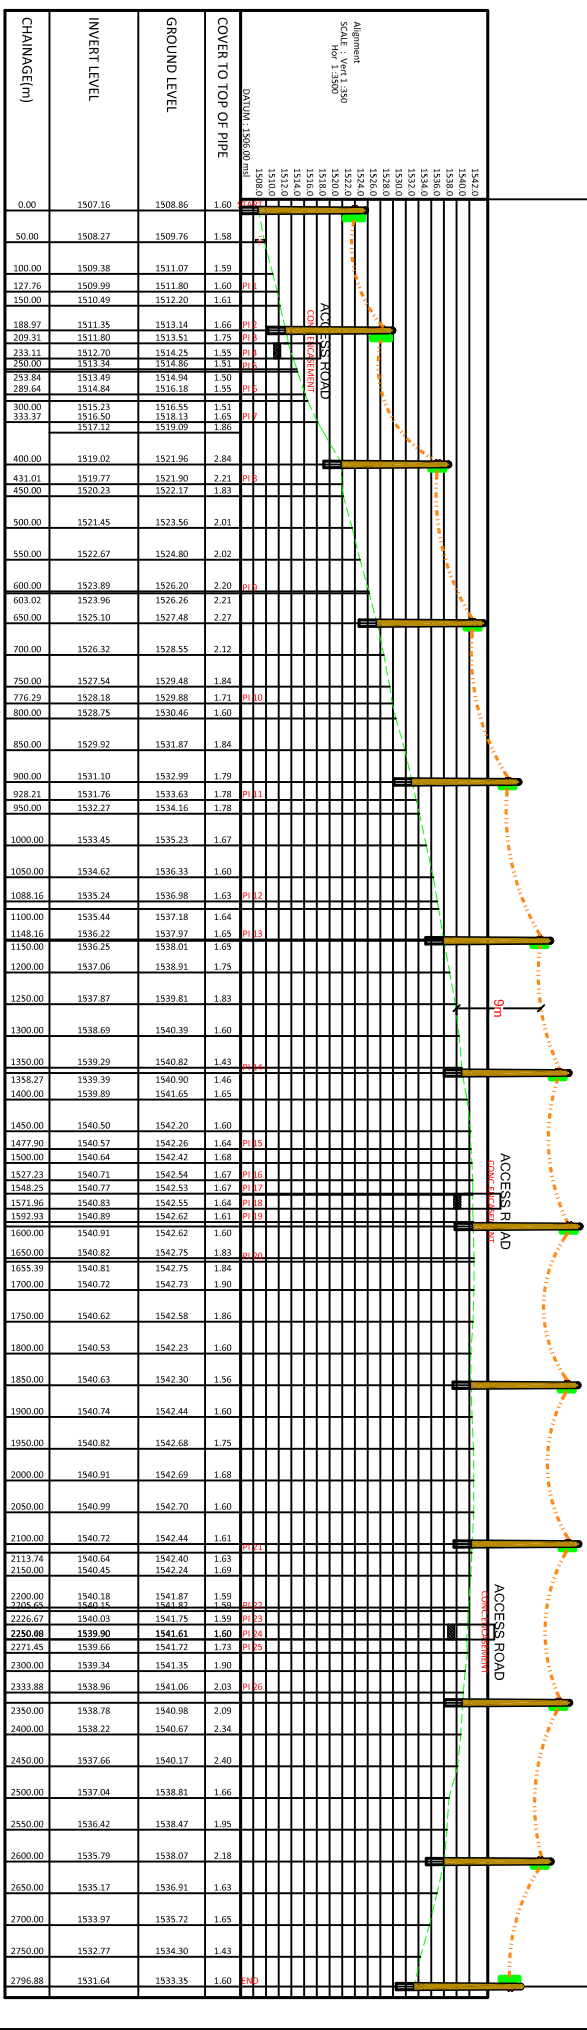 CHAINAGE(m)
INVERT LEVEL
GROUND LEVEL
COVER TO TOP OF PIPE
DATUM : 1506.00 msl
Alignment
SCALE : Vert 1:350
Hor 1:3500
1508.0
1510.0
1512.0
1514.0
1516.0
1518.0
1520.0
1522.0
1524.0
1526.0
1528.0
1530.0
1532.0
1534.0
1536.0
1538.0
1540.0
1542.0
0.00 1507.16 1508.86 1.60 START
50.00 1508.27 1509.76 1.58
100.00 1509.38 1511.07 1.59
127.76 1509.99 1511.80 1.60 PI 1
150.00 1510.49 1512.20 1.61
188.97 1511.35 1513.14 1.66 PI 2
209.31 1511.80 1513.51 1.75 PI 3
233.11 1512.70 1514.25 1.55 PI 4
250.00 1513.34 1514.86 1.51
253.84 1513.49 1514.94 1.50 PI 5
289.64 1514.84 1516.18 1.55 PI 6
300.00 1515.23 1516.55 1.51
333.37 1516.50 1518.13 1.65 PI 7
1517.12 1519.09 1.86
ACCESS ROAD
CONC.ENCASEMENT
400.00 1519.02 1521.96 2.84
431.01 1519.77 1521.90 2.21 PI 8
450.00 1520.23 1522.17 1.83
500.00 1521.45 1523.56 2.01
550.00 1522.67 1524.80 2.02
600.00 1523.89 1526.20 2.20 PI 9
603.02 1523.96 1526.26 2.21
650.00 1525.10 1527.48 2.27
700.00 1526.32 1528.55 2.12
750.00 1527.54 1529.48 1.84
776.29 1528.18 1529.88 1.71 PI 10
800.00 1528.75 1530.46 1.60
850.00 1529.92 1531.87 1.84
900.00 1531.10 1532.99 1.79
928.21 1531.76 1533.63 1.78 PI 11
950.00 1532.27 1534.16 1.78
1000.00 1533.45 1535.23 1.67
1050.00 1534.62 1536.33 1.60
1088.16 1535.24 1536.98 1.63 PI 12
1100.00 1535.44 1537.18 1.64
1148.16 1536.22 1537.97 1.65 PI 13
1150.00 1536.25 1538.01 1.65
1200.00 1537.06 1538.91 1.75
1250.00 1537.87 1539.81 1.83
9m
1300.00 1538.69 1540.39 1.60
1350.00 1539.29 1540.82 1.43 PI 14
1358.27 1539.39 1540.90 1.46
1400.00 1539.89 1541.65 1.65
1450.00 1540.50 1542.20 1.60
1477.90 1540.57 1542.26 1.64 PI 15
1500.00 1540.64 1542.42 1.68
1527.23 1540.71 1542.54 1.67 PI 16
1548.25 1540.77 1542.53 1.67 PI 17
1571.96 1540.83 1542.55 1.64 PI 18
1592.93 1540.89 1542.62 1.61 PI 19
1600.00 1540.91 1542.62 1.60
ACCESS ROAD
CONC.ENCASEMENT
1650.00 1540.82 1542.75 1.83 PI 20
1655.39 1540.81 1542.75 1.84
1700.00 1540.72 1542.73 1.90
1750.00 1540.62 1542.58 1.86
1800.00 1540.53 1542.23 1.60
1850.00 1540.63 1542.30 1.56
1900.00 1540.74 1542.44 1.60
1950.00 1540.82 1542.68 1.75
2000.00 1540.91 1542.69 1.68
2050.00 1540.99 1542.70 1.60
2100.00 1540.72 1542.44 1.61 PI 21
2113.74 1540.64 1542.40 1.63
2150.00 1540.45 1542.24 1.69
2200.00 1540.18 1541.87 1.59
2205.65 1540.15 1541.82 1.59 PI 22
2226.67 1540.03 1541.75 1.59 PI 23
1539.90 1541.61 1.60 PI 24
2271.45 1539.66 1541.72 1.73 PI 25
2300.00 1539.34 1541.35 1.90
2333.88 1538.96 1541.06 2.03 PI 26
ACCESS ROAD
CONC.ENCASEMENT
2350.00 1538.78 1540.98 2.09
2400.00 1538.22 1540.67 2.34
2450.00 1537.66 1540.17 2.40
2500.00 1537.04 1538.81 1.66
2550.00 1536.42 1538.47 1.95
2600.00 1535.79 1538.07 2.18
2650.00 1535.17 1536.91 1.63
2700.00 1533.97 1535.72 1.65
2750.00 1532.77 1534.30 1.43
2796.88 1531.64 1533.35 1.60 END